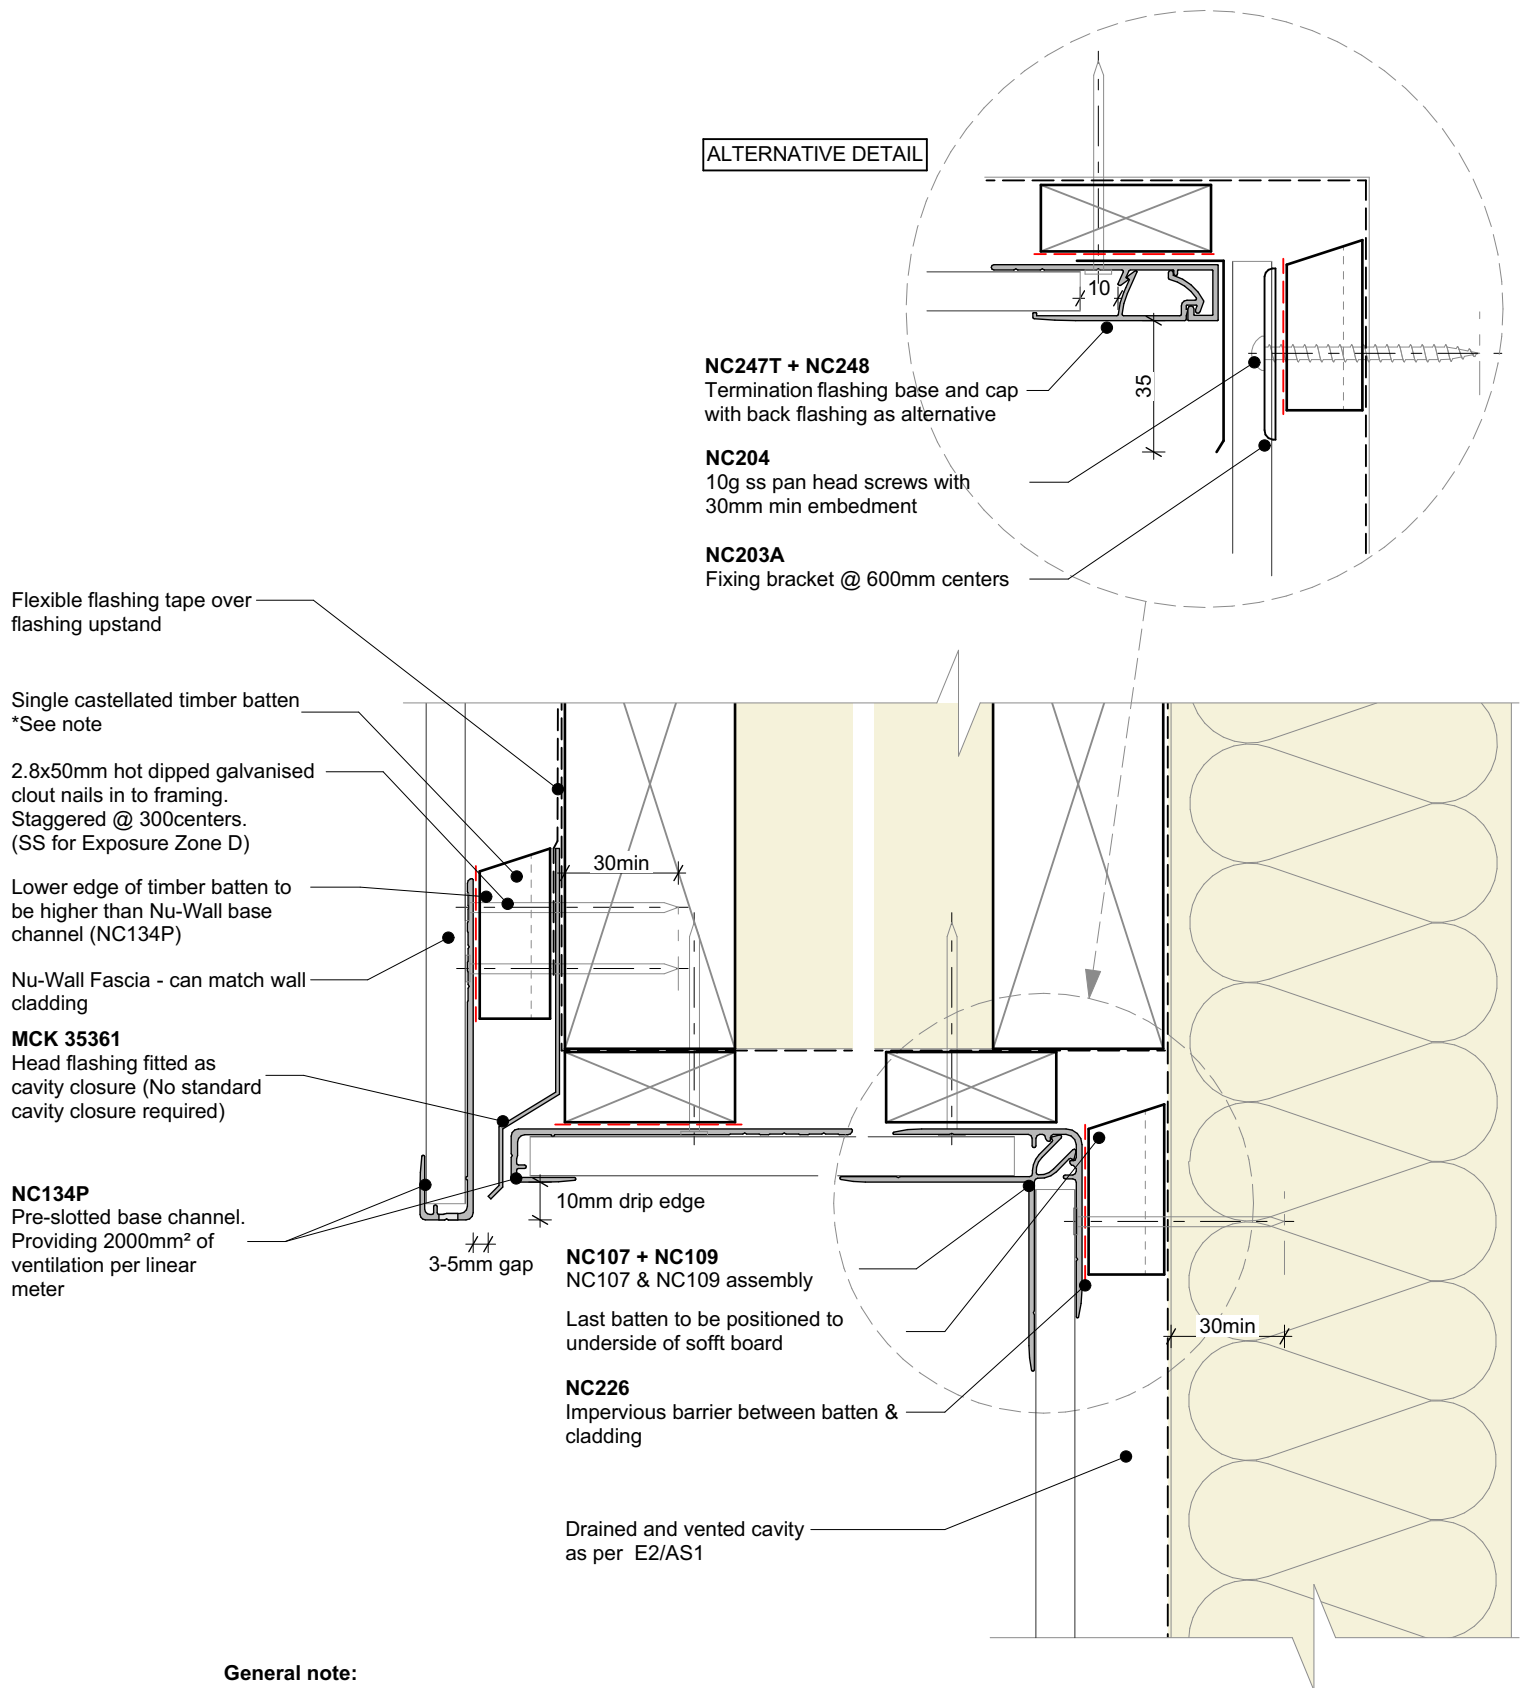 ALTERNATIVE DETAIL
10
35
NC247T + NC248
Termination flashing base and cap
with back flashing as alternative
NC204
10g ss pan head screws with
30mm min embedment
NC203A
Fixing bracket @ 600mm centers
Flexible flashing tape over
flashing upstand
Single castellated timber batten
*See note
2.8x50mm hot dipped galvanised
clout nails in to framing.
Staggered @ 300centers.
(SS for Exposure Zone D)
Lower edge of timber batten to
be higher than Nu-Wall base
channel (NC134P)
Nu-Wall Fascia - can match wall
cladding
MCK 35361
Head flashing fitted as
cavity closure (No standard
cavity closure required)
NC134P
Pre-slotted base channel.
Providing 2000mm² of
ventilation per linear
meter
30min
10mm drip edge
3-5mm gap
NC107 + NC109
NC107 & NC109 assembly
Last batten to be positioned to
underside of sofft board
NC226
Impervious barrier between batten &
cladding
30min
Drained and vented cavity
as per E2/AS1
General note: